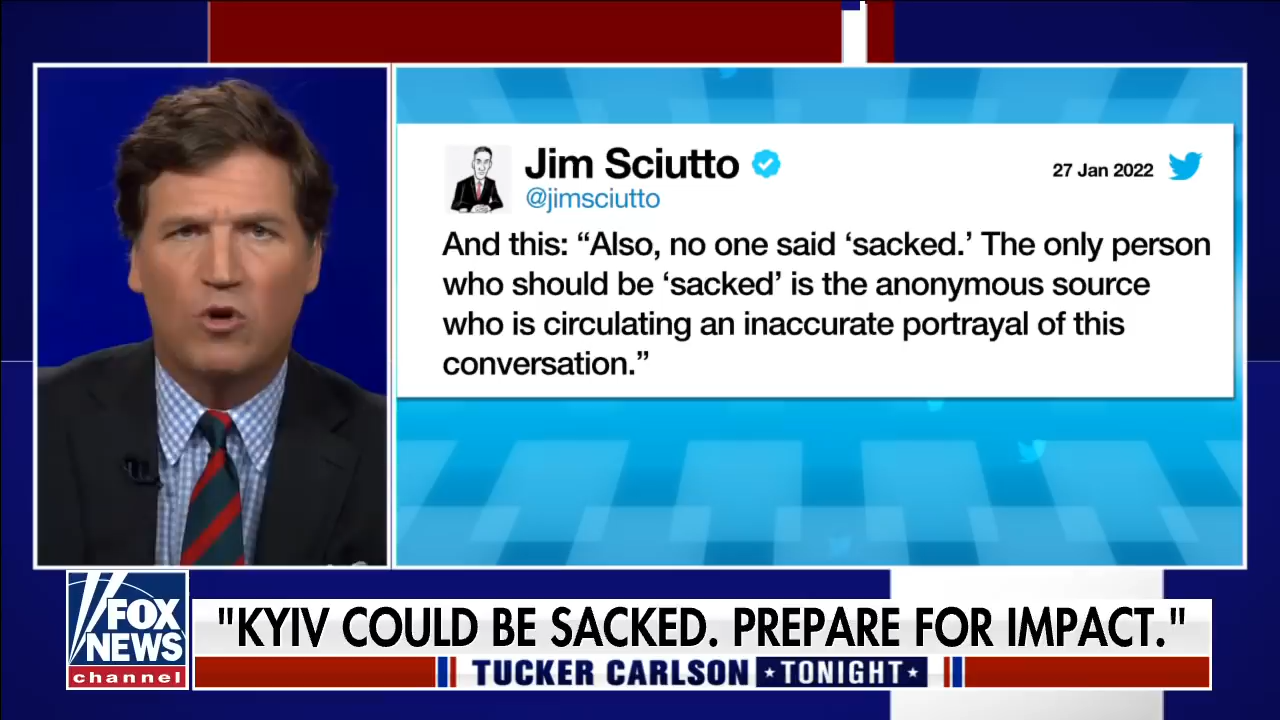 Jim Sciutto
@jimsciutto
27 Jan 2022
And this: “Also, no one said ‘sacked.’ The only person
who should be ‘sacked’ is the anonymous source
who is circulating an inaccurate portrayal of this
conversation.”
FOX
NEWS
channel
"KYIV COULD BE SACKED. PREPARE FOR IMPACT."
TUCKER CARLSON TONIGHT